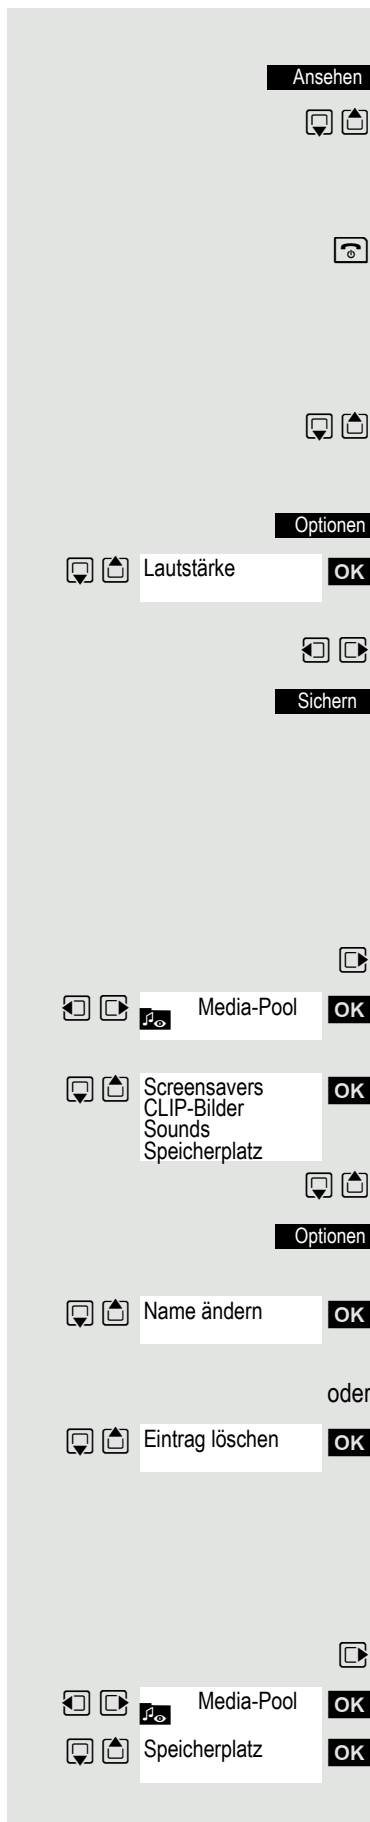 Ansehen
Optionen
Lautstärke OK
Sichern
Media-Pool OK
Screensavers OK
CLIP-Bilder
Sounds
Speicherplatz
Optionen
Name ändern OK
oder
Eintrag löschen OK
Media-Pool OK
Speicherplatz OK